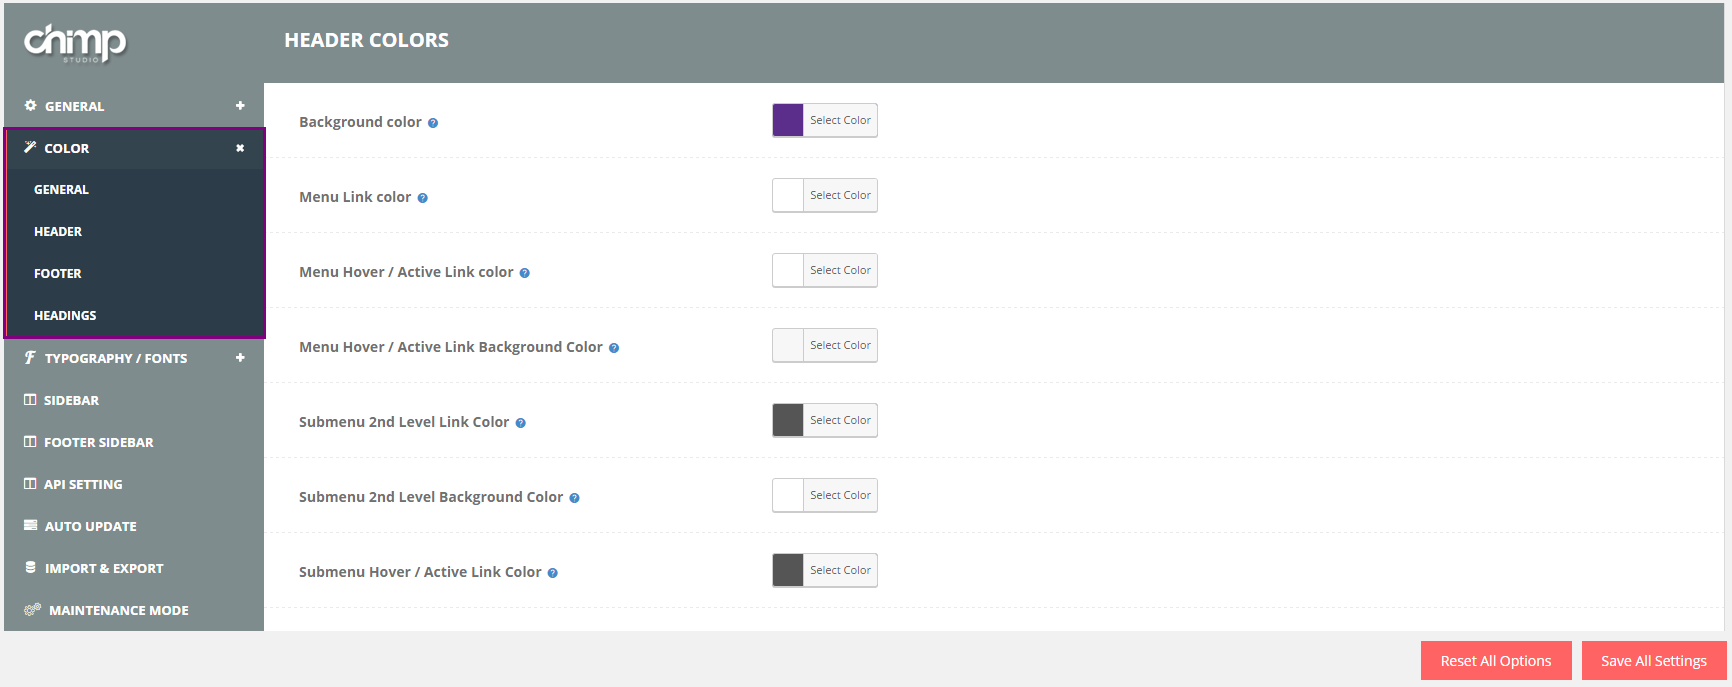 chimp
STUDIO
HEADER COLORS
GENERAL
COLOR
GENERAL
HEADER
FOOTER
HEADINGS
TYPOGRAPHY / FONTS
SIDEBAR
FOOTER SIDEBAR
API SETTING
AUTO UPDATE
IMPORT & EXPORT
MAINTENANCE MODE
Background color ?
Select Color
Menu Link color ?
Select Color
Menu Hover / Active Link color ?
Select Color
Menu Hover / Active Link Background Color ?
Select Color
Submenu 2nd Level Link Color ?
Select Color
Submenu 2nd Level Background Color ?
Select Color
Submenu Hover / Active Link Color ?
Select Color
Reset All Options
Save All Settings